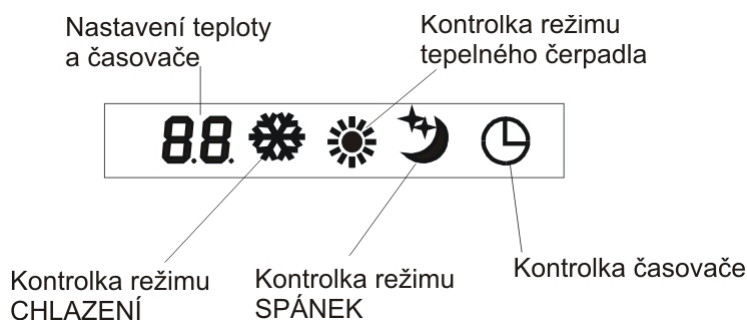 Nastavení teploty
a časovače
Kontrolka režimu
tepelného čerpadla
8.8.
Kontrolka režimu
CHLAZENÍ
Kontrolka režimu
SPÁNEK
Kontrolka časovače